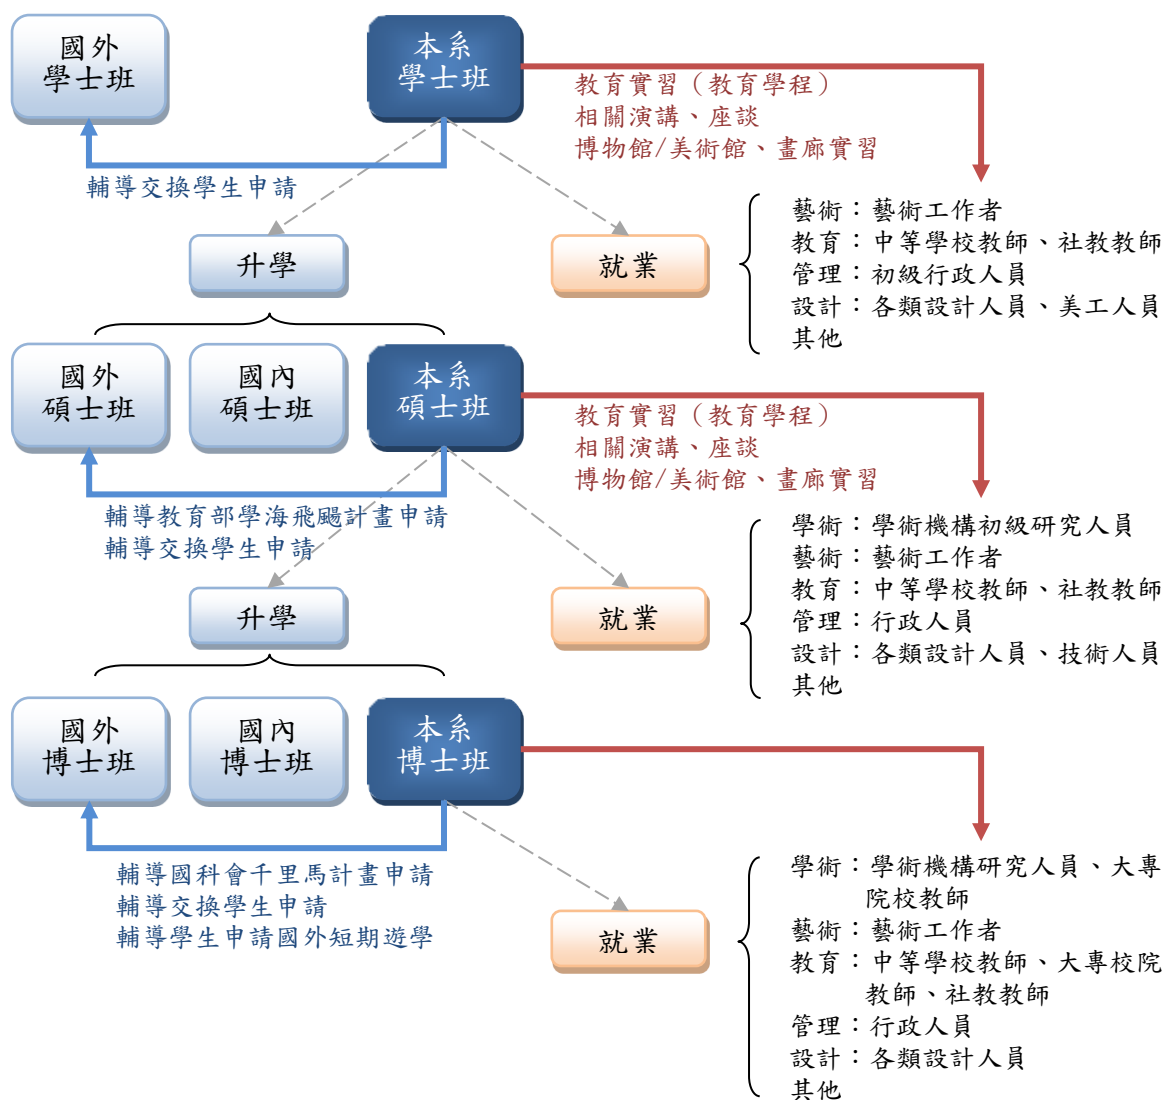 國外
學士班
本系
學士班
教育實習（教育學程）
相關演講、座談
博物館/美術館、畫廊實習
輔導交換學生申請
升學
就業
藝術：藝術工作者
教育：中等學校教師、社教教師
管理：初級行政人員
設計：各類設計人員、美工人員
其他
國外
碩士班
國內
碩士班
本系
碩士班
教育實習（教育學程）
相關演講、座談
博物館/美術館、畫廊實習
輔導教育部學海飛颺計畫申請
輔導交換學生申請
升學
就業
學術：學術機構初級研究人員
藝術：藝術工作者
教育：中等學校教師、社教教師
管理：行政人員
設計：各類設計人員、技術人員
其他
國外
博士班
國內
博士班
本系
博士班
輔導國科會千里馬計畫申請
輔導交換學生申請
輔導學生申請國外短期遊學
就業
學術：學術機構研究人員、大專
院校教師
藝術：藝術工作者
教育：中等學校教師、大專校院
教師、社教教師
管理：行政人員
設計：各類設計人員
其他